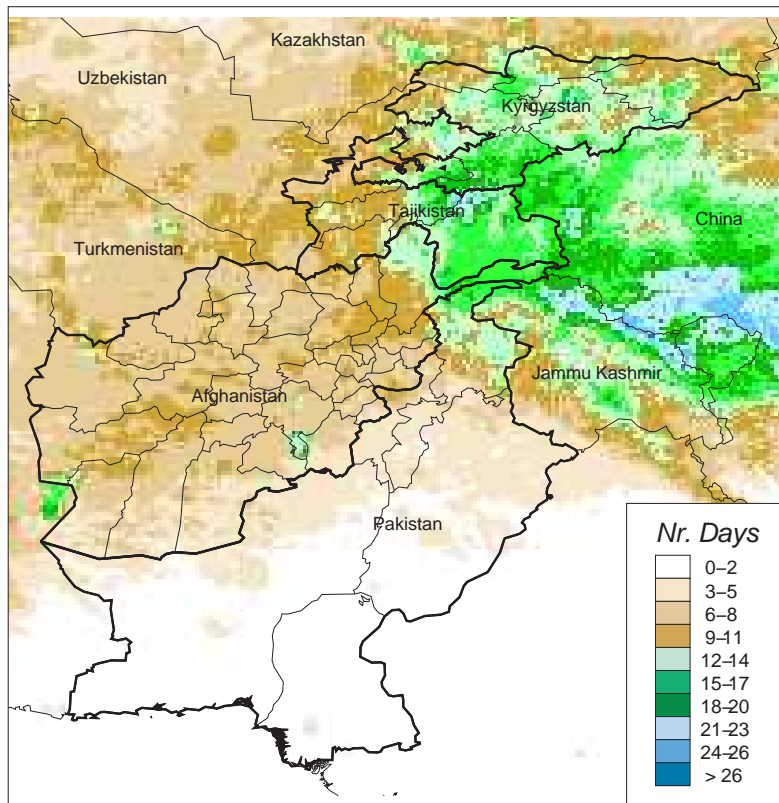 Kazakhstan
Uzbekistan
Kyrgyzstan
Tajikistan
China
Turkmenistan
Jammu Kashmir
Afghanistan
Pakistan
Nr. Days
0–2
3–5
6–8
9–11
12–14
15–17
18–20
21–23
24–26
> 26